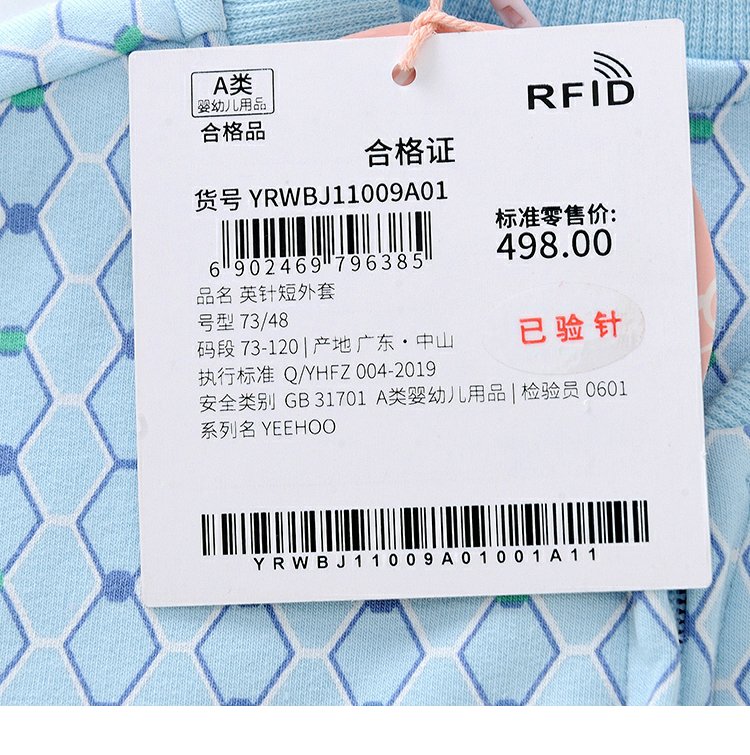 A类
婴幼儿用品
合格品
RFID
合格证
货号 YRWBJ11009A01
6 902469 796385
标准零售价:
498.00
品名 英针短外套
号型 73/48
码段 73-120 | 产地 广东·中山
执行标准 Q/YHFZ 004-2019
安全类别 GB 31701 A类婴幼儿用品 | 检验员 0601
系列名 YEEHOO
已验针
YRWBJ11009A01001A11